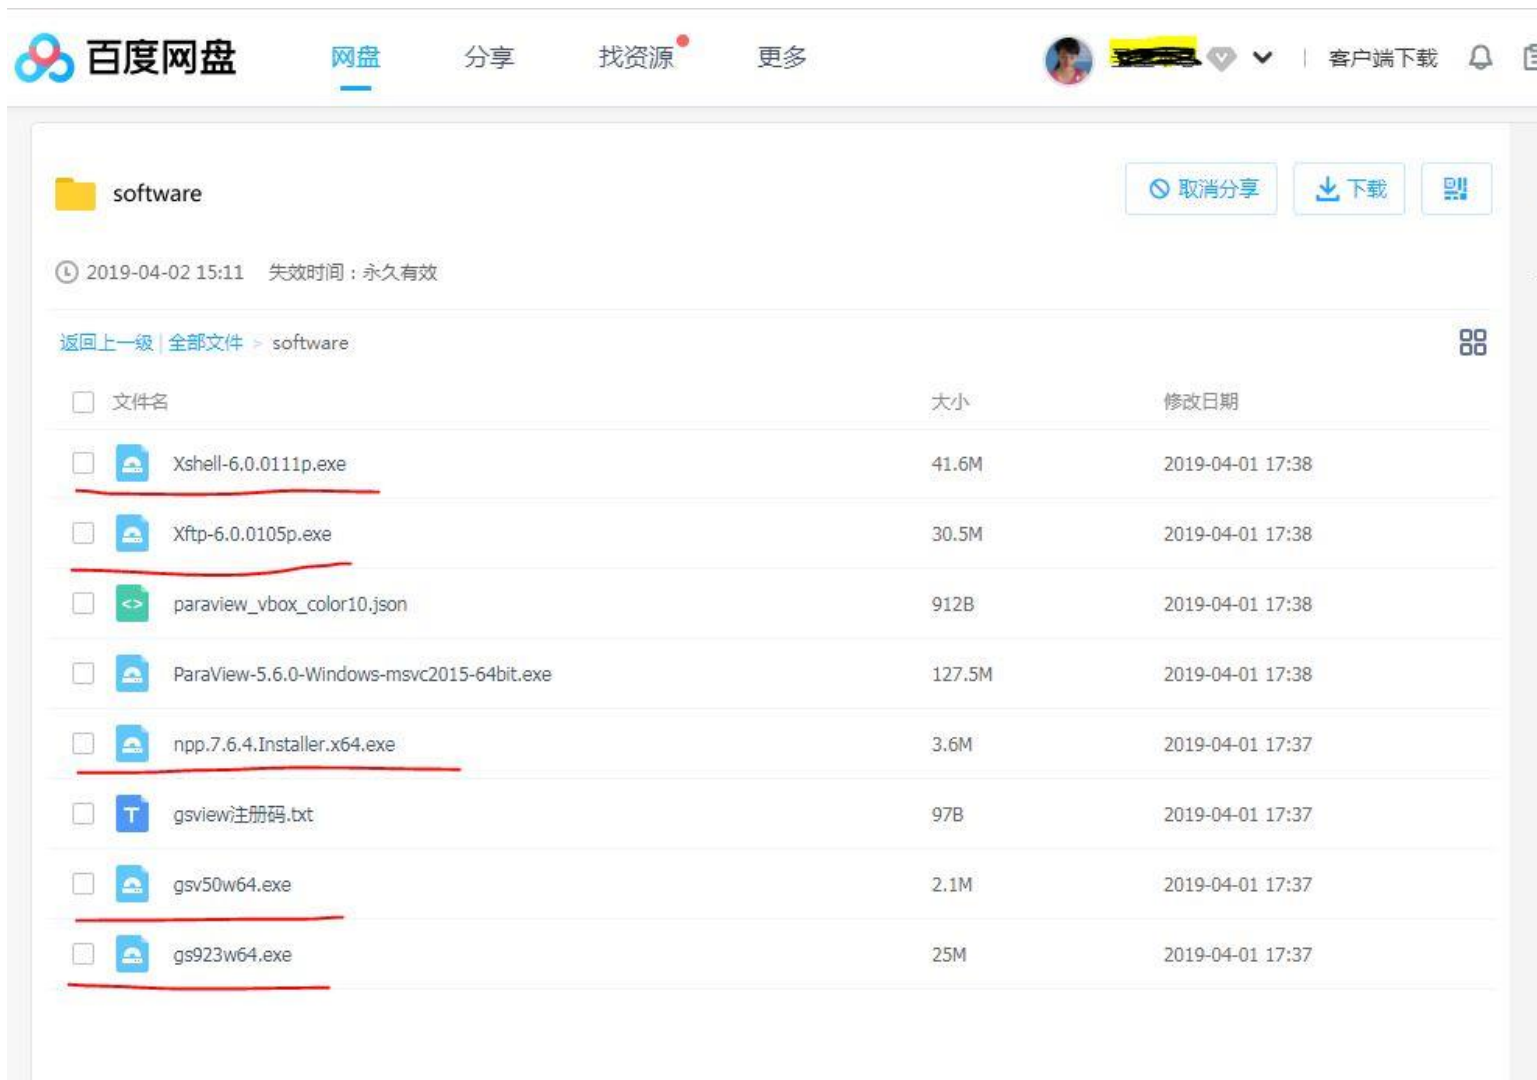 百度网盘 网盘 分享 找资源 更多 客户端下载
software 取消分享 下载
2019-04-02 15:11 失效时间：永久有效
返回上一级 | 全部文件 > software
文件名 大小 修改日期
Xshell-6.0.0111p.exe 41.6M 2019-04-01 17:38
Xftp-6.0.0105p.exe 30.5M 2019-04-01 17:38
paraview_vbox_color10.json 912B 2019-04-01 17:38
ParaView-5.6.0-Windows-msvc2015-64bit.exe 127.5M 2019-04-01 17:38
npp.7.6.4.Installer.x64.exe 3.6M 2019-04-01 17:37
gsview注册码.txt 97B 2019-04-01 17:37
gsv50w64.exe 2.1M 2019-04-01 17:37
gs923w64.exe 25M 2019-04-01 17:37